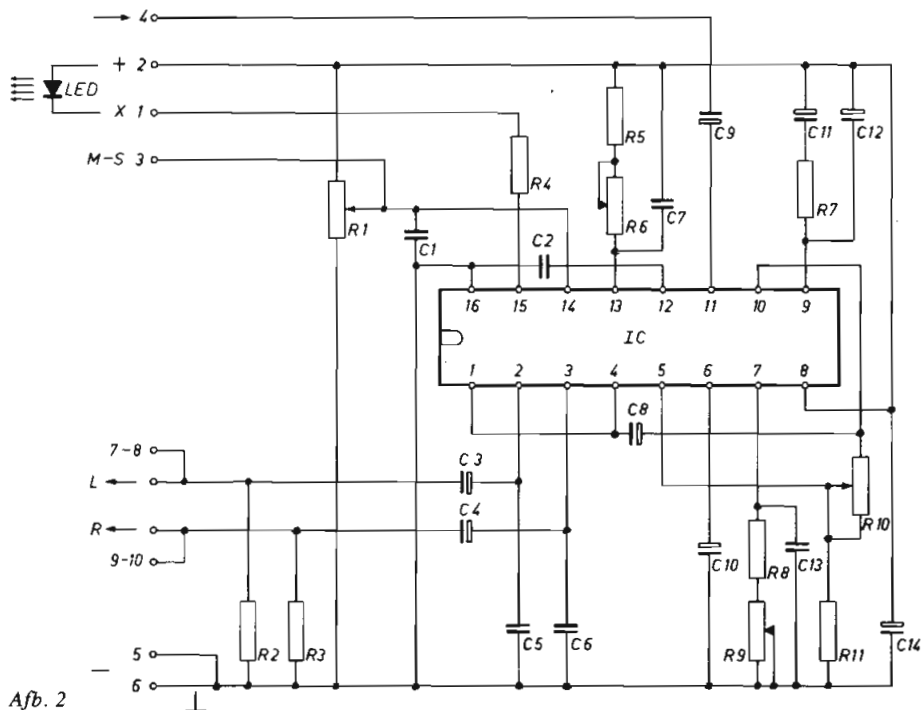 4
+ 2
LED
X 1
M-S 3
R5
C9
C11
C12
R4
R1
R6
C7
R7
C1
C2
16 15 14 13 12 11 10 9
IC
1 2 3 4 5 6 7 8
C8
7-8
L
C3
R
C4
9-10
R10
C10
R8
C13
R2
R3
C5
C6
R9
R11
C14
5
−
6
Afb. 2